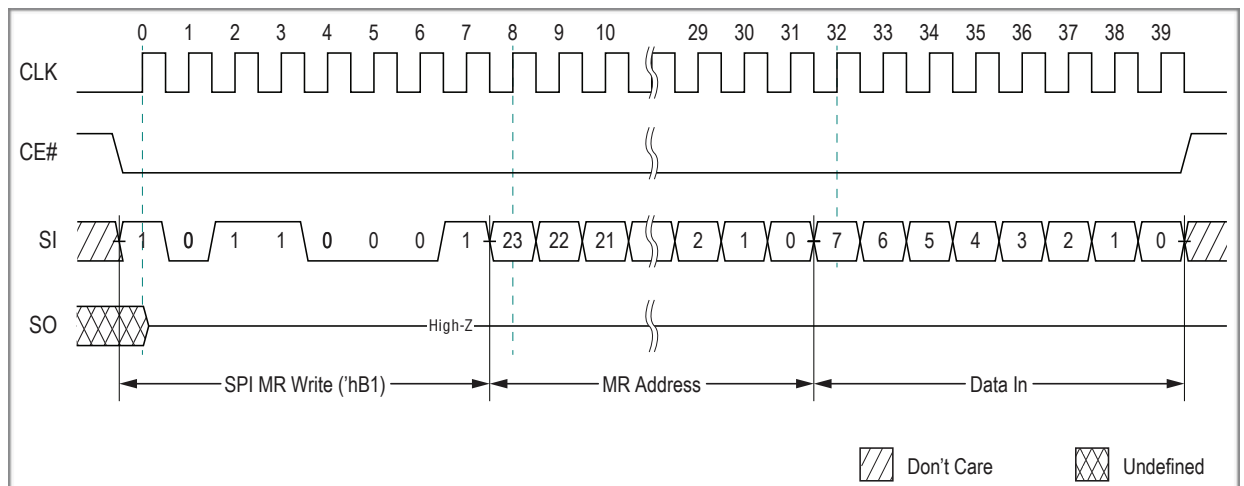 0 1 2 3 4 5 6 7 8 9 10 29 30 31 32 33 34 35 36 37 38 39
CLK
CE#
SI 1 0 1 1 0 0 0 1 23 22 21 2 1 0 7 6 5 4 3 2 1 0
SO High-Z
SPI MR Write ('hB1) MR Address Data In
Don't Care Undefined